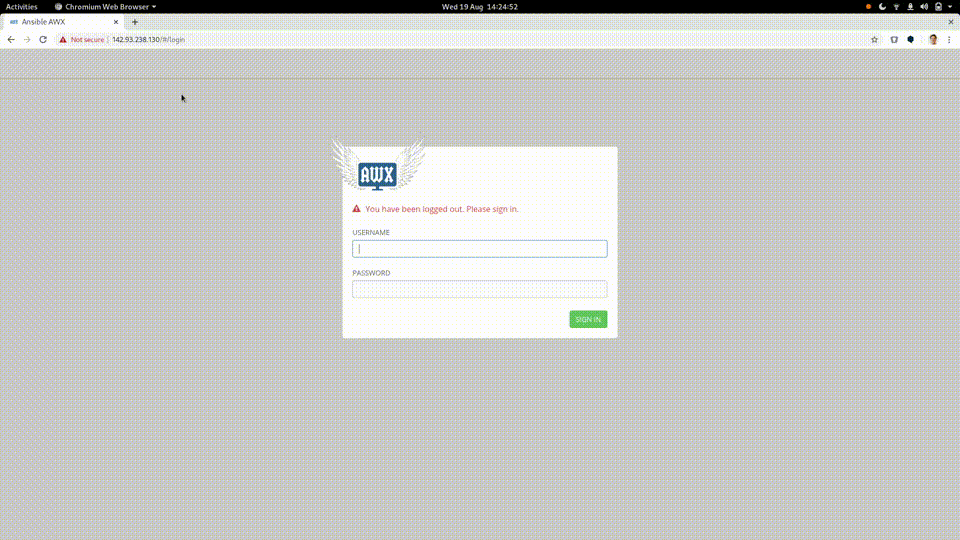 Activities
Chromium Web Browser
Wed 19 Aug 14:24:52
Ansible AWX
Not secure
142.93.238.130/#/login
AWX
You have been logged out. Please sign in.
USERNAME
PASSWORD
SIGN IN